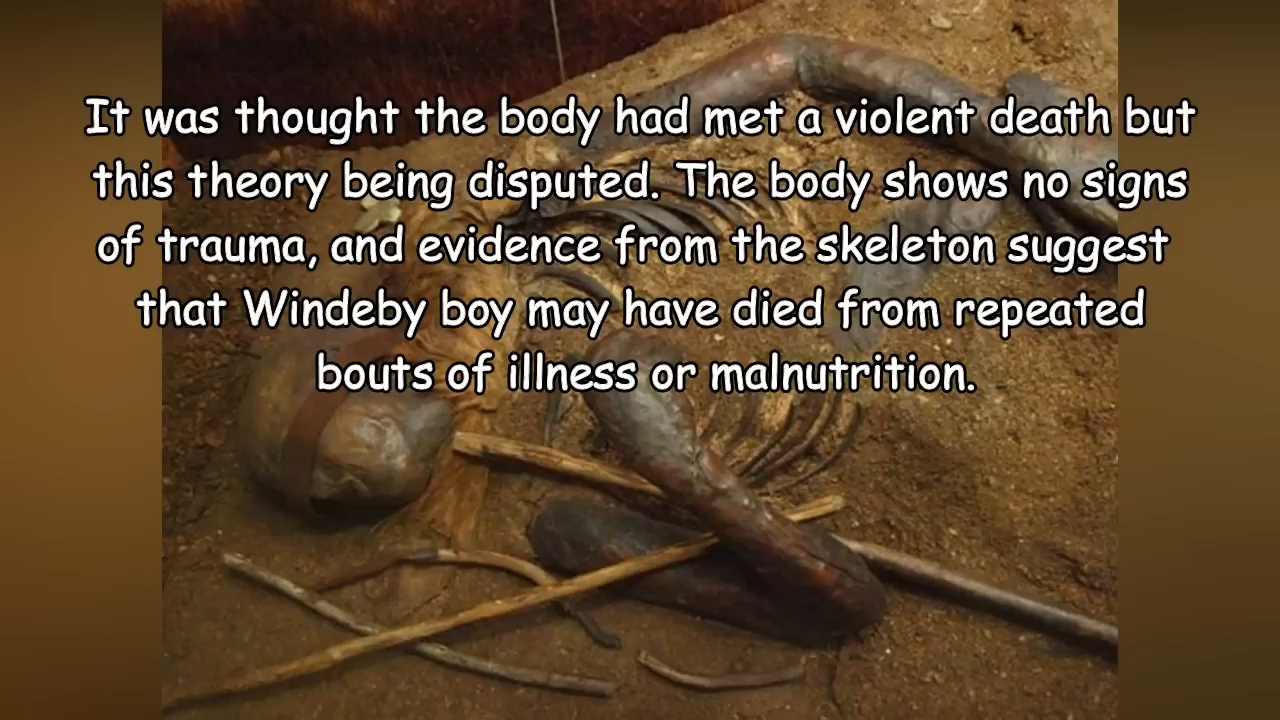 It was thought the body had met a violent death but
this theory being disputed. The body shows no signs
of trauma, and evidence from the skeleton suggest
that Windeby boy may have died from repeated
bouts of illness or malnutrition.